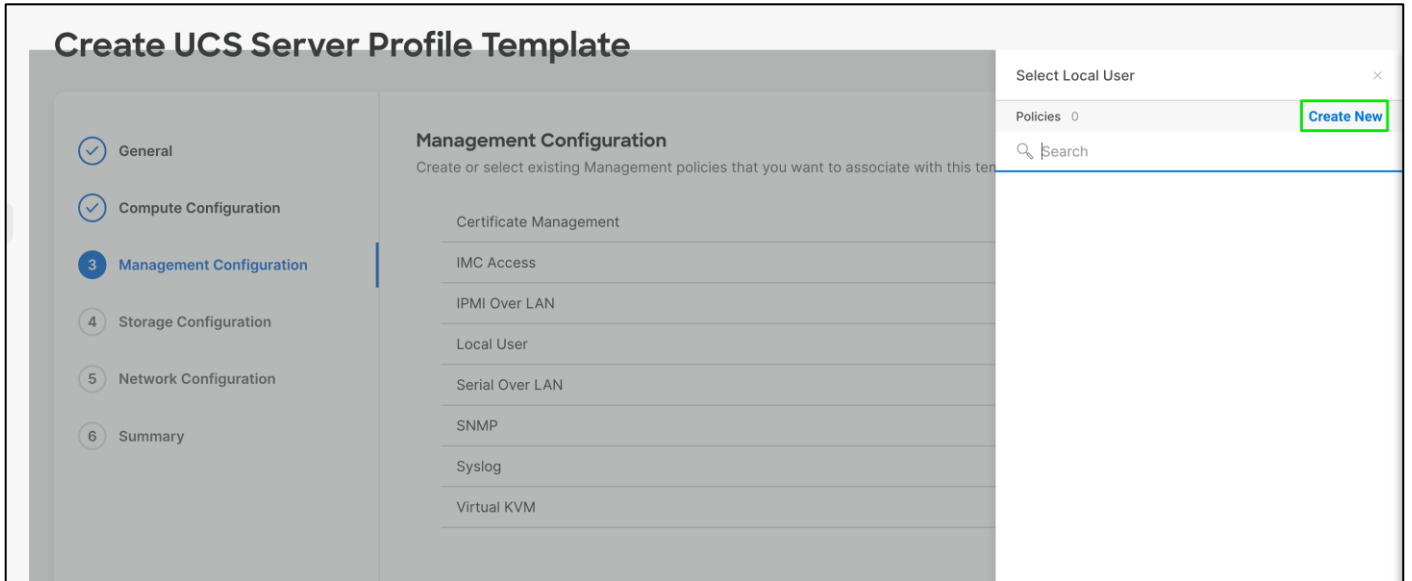 Create UCS Server Profile Template
General
Compute Configuration
3 Management Configuration
4 Storage Configuration
5 Network Configuration
6 Summary
Management Configuration
Create or select existing Management policies that you want to associate with this
Certificate Management
IMC Access
IPMI Over LAN
Local User
Serial Over LAN
SNMP
Syslog
Virtual KVM
Select Local User
Policies 0 Create New
Search